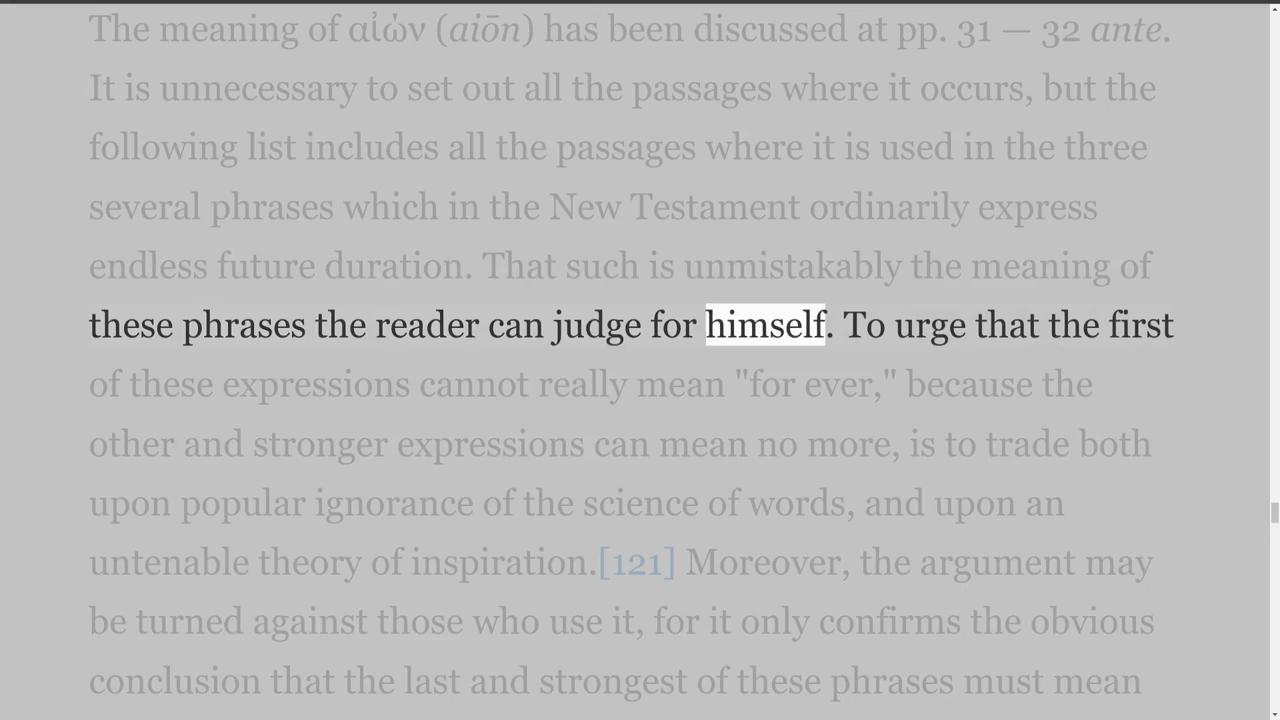 The meaning of αἰὼν (aiōn) has been discussed at pp. 31 — 32 ante.
It is unnecessary to set out all the passages where it occurs, but the
following list includes all the passages where it is used in the three
several phrases which in the New Testament ordinarily express
endless future duration. That such is unmistakably the meaning of
these phrases the reader can judge for himself. To urge that the first
of these expressions cannot really mean "for ever," because the
other and stronger expressions can mean no more, is to trade both
upon popular ignorance of the science of words, and upon an
untenable theory of inspiration.[121] Moreover, the argument may
be turned against those who use it, for it only confirms the obvious
conclusion that the last and strongest of these phrases must mean